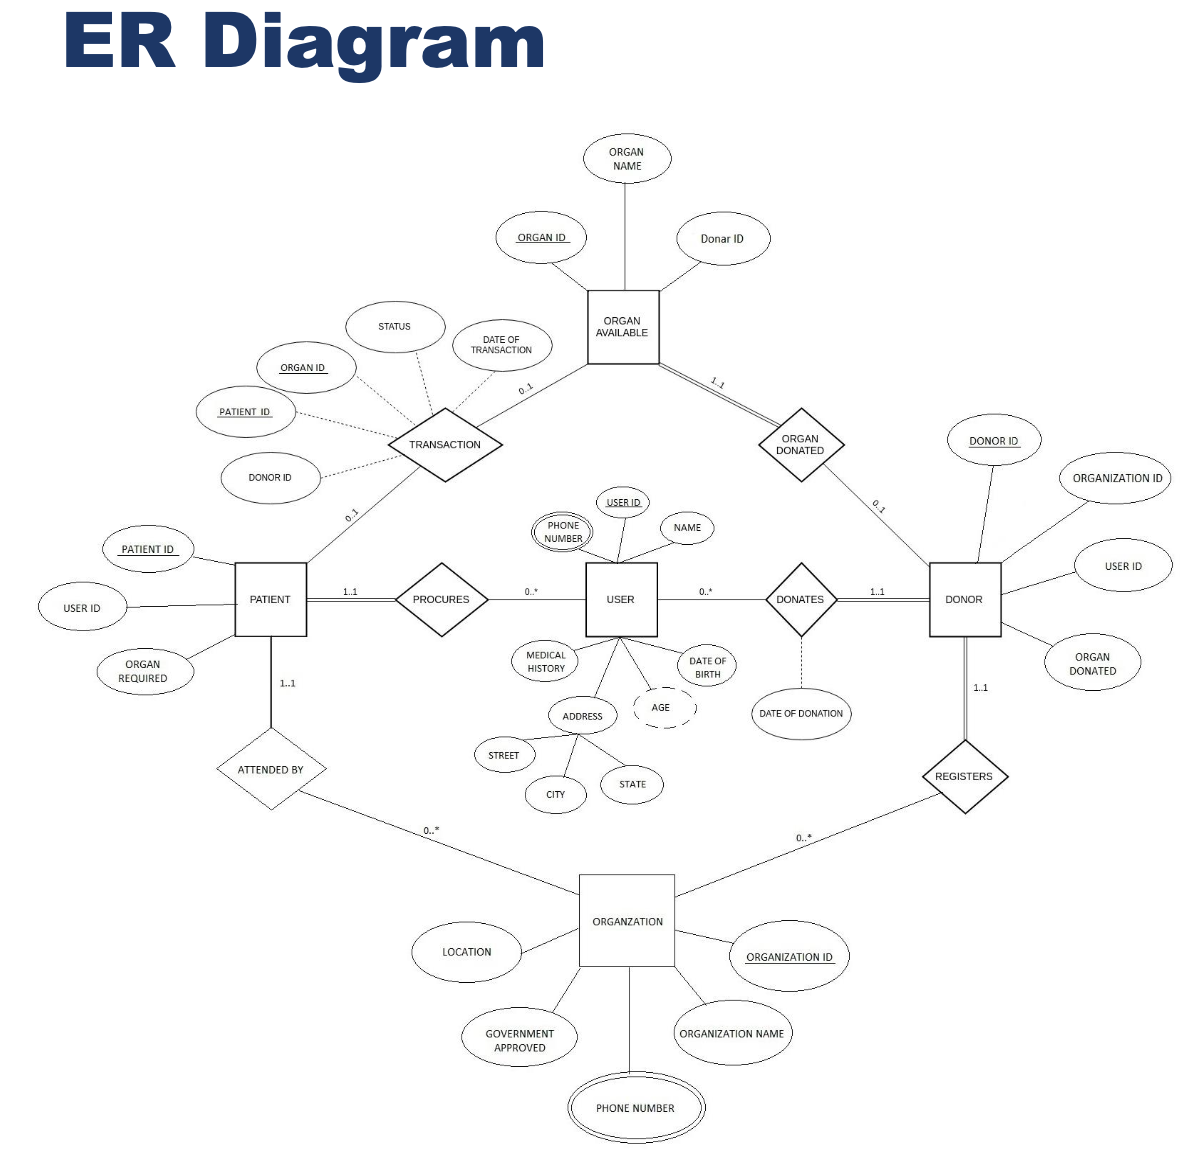 ER Diagram
ORGAN
NAME
ORGAN ID
Donar ID
ORGAN
AVAILABLE
STATUS
DATE OF
TRANSACTION
ORGAN ID
PATIENT ID
DONOR ID
TRANSACTION
0..1
1..1
ORGAN
DONATED
0..1
0..1
DONOR ID
ORGANIZATION ID
USER ID
ORGAN
DONATED
PATIENT ID
USER ID
ORGAN
REQUIRED
PATIENT
1..1
PROCURES
0..*
USER ID
PHONE
NUMBER
NAME
USER
0..*
DONATES
1..1
DONOR
MEDICAL
HISTORY
DATE OF
BIRTH
ADDRESS
AGE
STREET
CITY
STATE
DATE OF DONATION
1..1
1..1
ATTENDED BY
REGISTERS
0..*
0..*
ORGANZATION
LOCATION
ORGANIZATION ID
GOVERNMENT
APPROVED
ORGANIZATION NAME
PHONE NUMBER